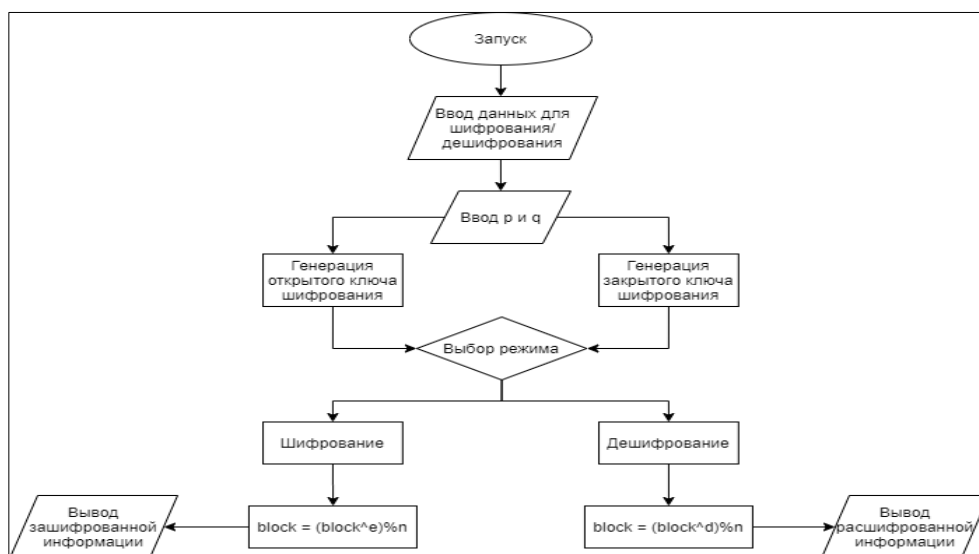 Запуск
Ввод данных для
шифрования/
дешифрования
Ввод p и q
Генерация
открытого ключа
шифрования
Генерация
закрытого ключа
шифрования
Выбор режима
Шифрование
Дешифрование
Вывод
зашифрованной
информации
block = (block^e)%n
block = (block^d)%n
Вывод
расшифрованной
информации